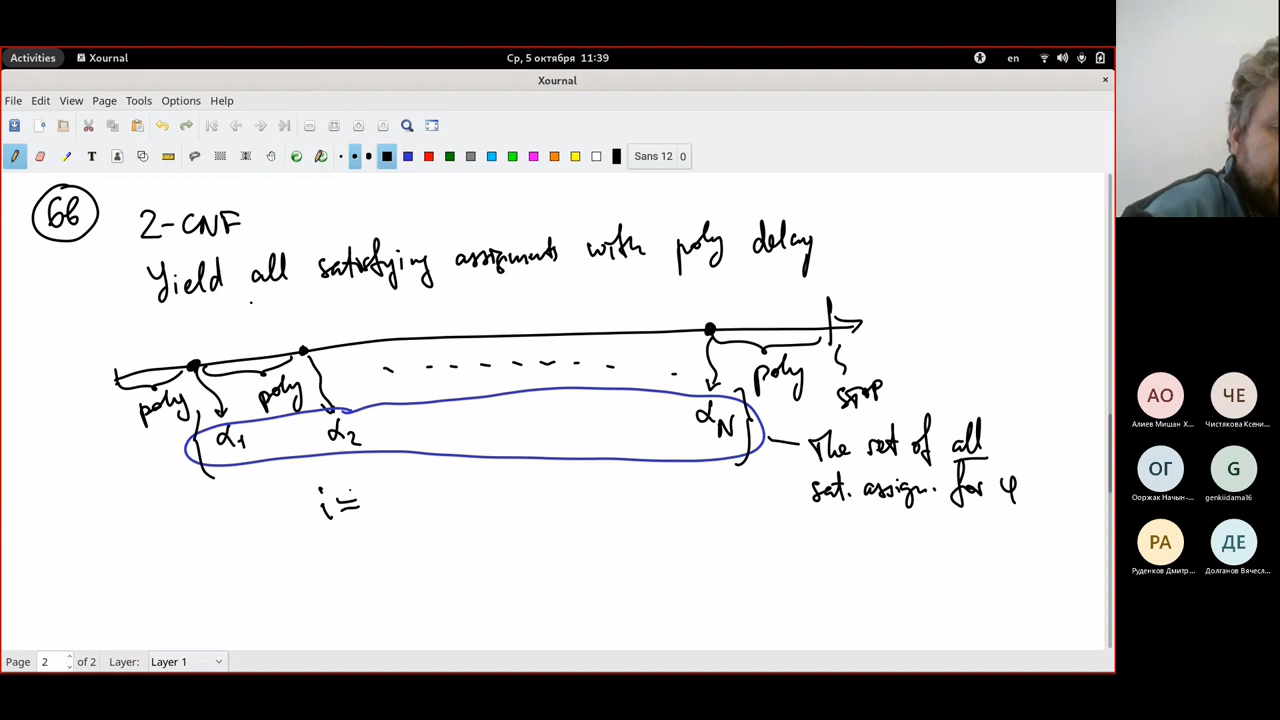 Activities Xournal Ср, 5 октября 11:39 en
Xournal ×
File Edit View Page Tools Options Help
T Sans 12 0
6в
2-CNF
Yield all satisfying assignments with poly delay
poly poly - - - - - - - - poly STOP
α1 α2 αN
The set of all
sat. assign. for φ
i=
Page 2 of 2 Layer: Layer 1
АО ЧЕ
Алиев Мишан Х... Чистякова Ксени...
ОГ G
Ооржак Начын-... genkiidama16
РА ДЕ
Руденков Дмитр... Долганов Вячесл...